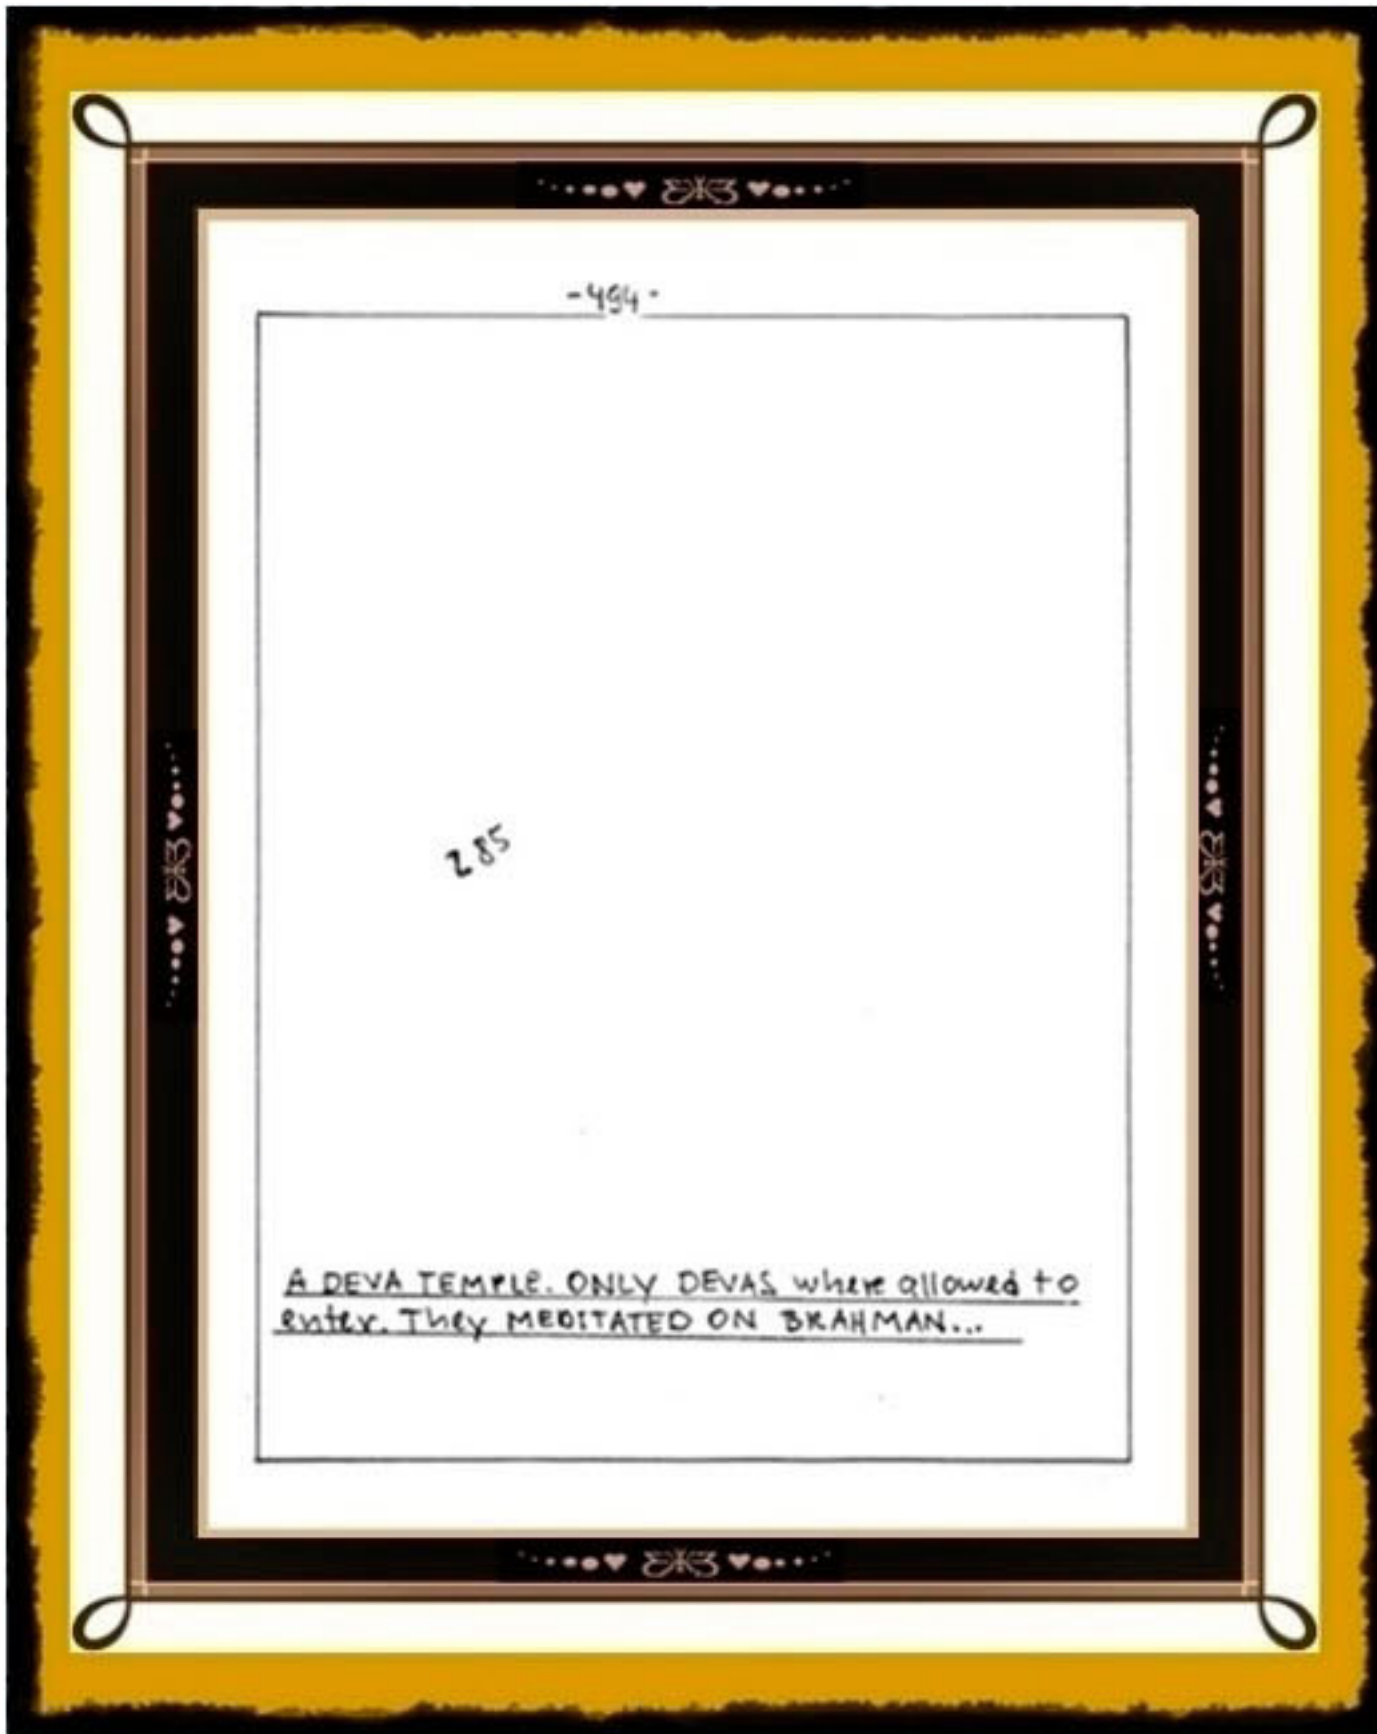 -494-
285
A DEVA TEMPLE. ONLY DEVAS where allowed to
enter. They MEDITATED ON BRAHMAN...